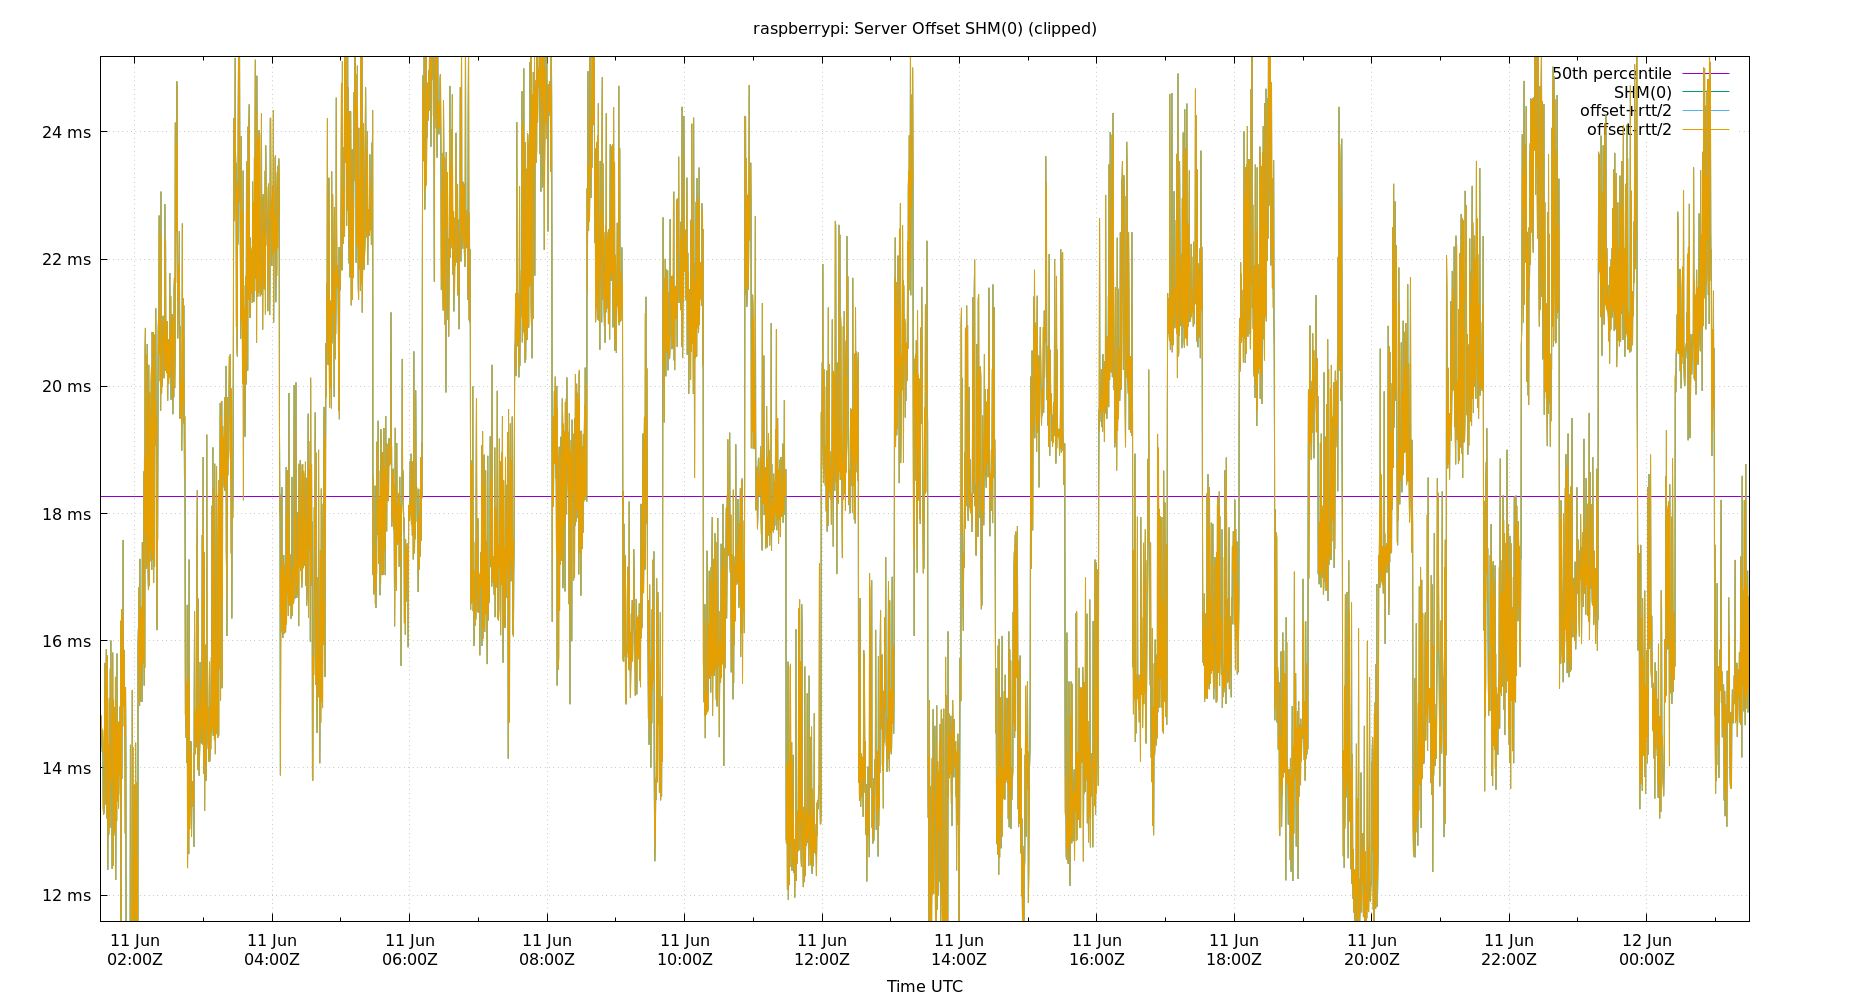 raspberrypi: Server Offset SHM(0) (clipped)
50th percentile
SHM(0)
offset+rtt/2
offset-rtt/2
24 ms
22 ms
20 ms
18 ms
16 ms
14 ms
12 ms
11 Jun 11 Jun 11 Jun 11 Jun 11 Jun 11 Jun 11 Jun 11 Jun 11 Jun 11 Jun 11 Jun 12 Jun
02:00Z 04:00Z 06:00Z 08:00Z 10:00Z 12:00Z 14:00Z 16:00Z 18:00Z 20:00Z 22:00Z 00:00Z
Time UTC